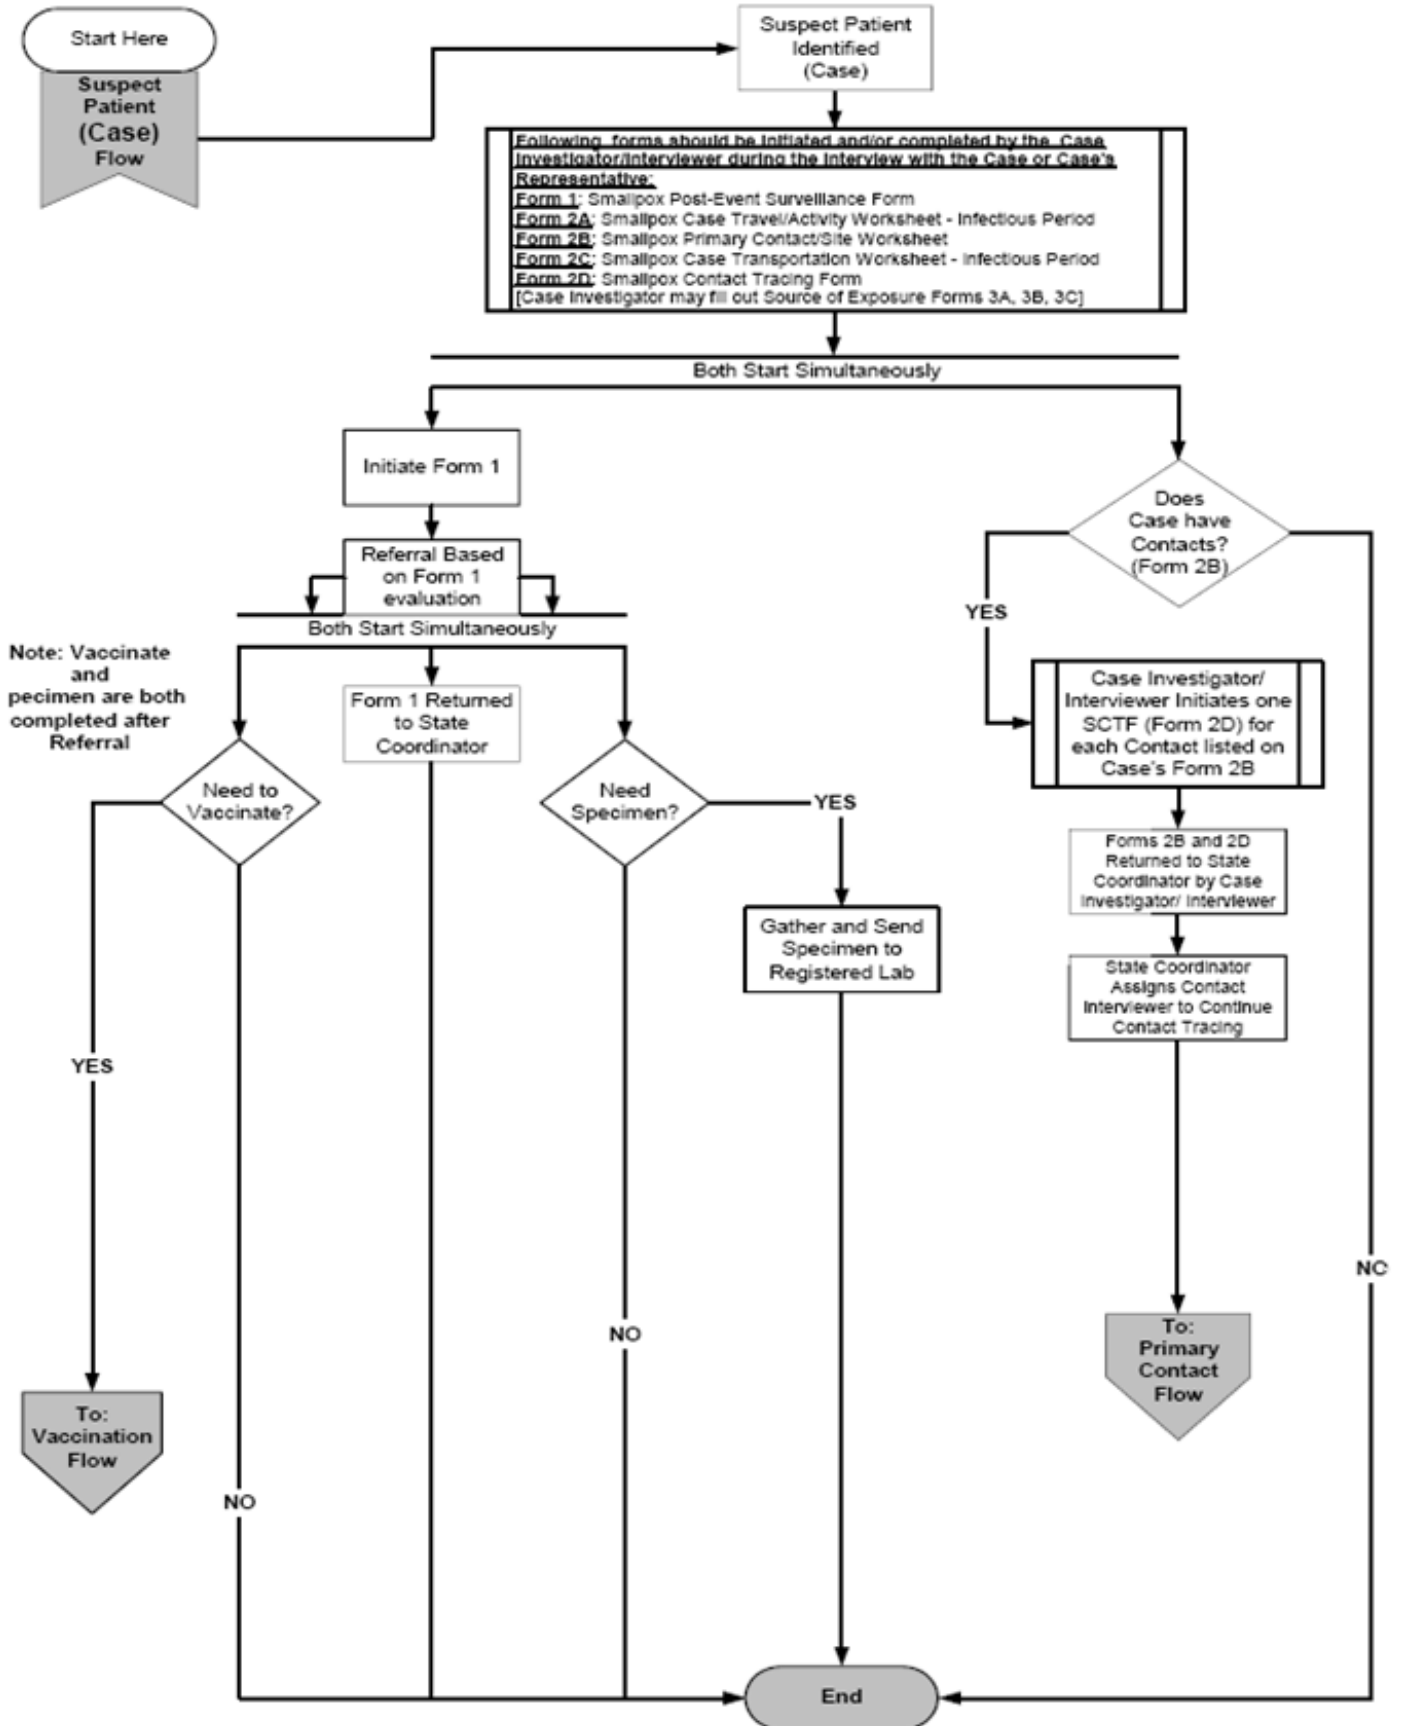 Start Here
Suspect
Patient
(Case)
Flow
Suspect Patient
Identified
(Case)
Following forms should be initiated and/or completed by the Case
Investigator/Interviewer during the Interview with the Case or Case's
Representative:
Form 1: Smallpox Post-Event Surveillance Form
Form 2A: Smallpox Case Travel/Activity Worksheet - Infectious Period
Form 2B: Smallpox Primary Contact/Site Worksheet
Form 2C: Smallpox Case Transportation Worksheet - Infectious Period
Form 2D: Smallpox Contact Tracing Form
[Case Investigator may fill out Source of Exposure Forms 3A, 3B, 3C]
Both Start Simultaneously
Initiate Form 1
Referral Based
on Form 1
evaluation
Both Start Simultaneously
Note: Vaccinate
and
pecimen are both
completed after
Referral
Form 1 Returned
to State
Coordinator
Need to
Vaccinate?
Need
Specimen?
YES
Gather and Send
Specimen to
Registered Lab
YES
To:
Vaccination
Flow
NO
NO
Does
Case have
Contacts?
(Form 2B)
YES
Case Investigator/
Interviewer Initiates one
SCTF (Form 2D) for
each Contact listed on
Case's Form 2B
Forms 2B and 2D
Returned to State
Coordinator by Case
Investigator/ Interviewer
State Coordinator
Assigns Contact
Interviewer to Continue
Contact Tracing
To:
Primary
Contact
Flow
NO
End